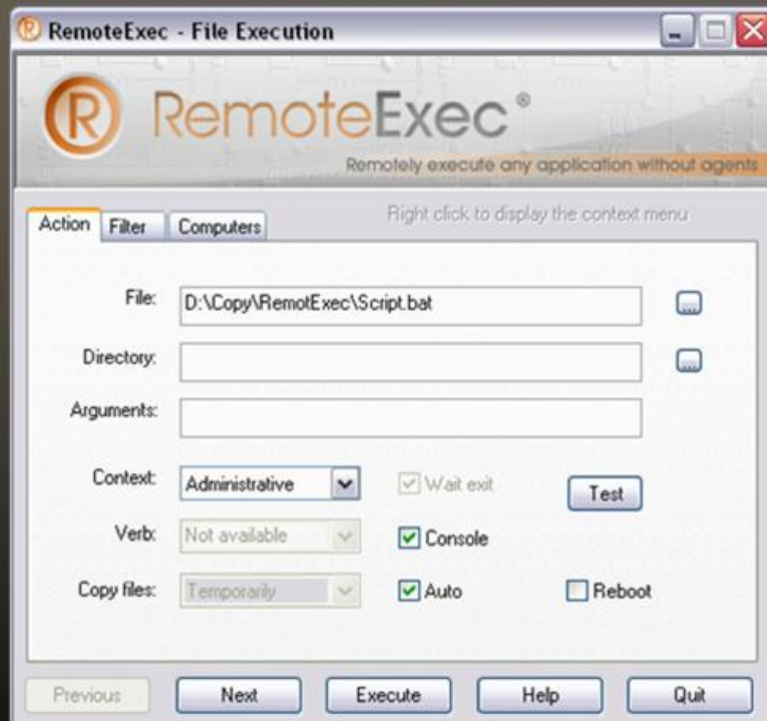 RemoteExec - File Execution
R RemoteExec®
Remotely execute any application without agents
Action Filter Computers Right click to display the context menu
File: D:\Copy\RemotExec\Script.bat ...
Directory: ...
Arguments:
Context: Administrative Wait exit Test
Verb: Not available Console
Copy files: Temporarily Auto Reboot
Previous Next Execute Help Quit